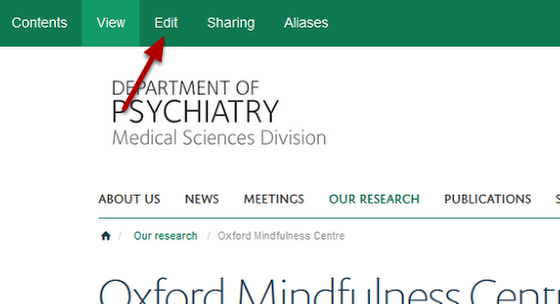 Contents View Edit Sharing Aliases
DEPARTMENT OF
PSYCHIATRY
Medical Sciences Division
ABOUT US NEWS MEETINGS OUR RESEARCH PUBLICATIONS
/ Our research / Oxford Mindfulness Centre
Oxford Mindfulness